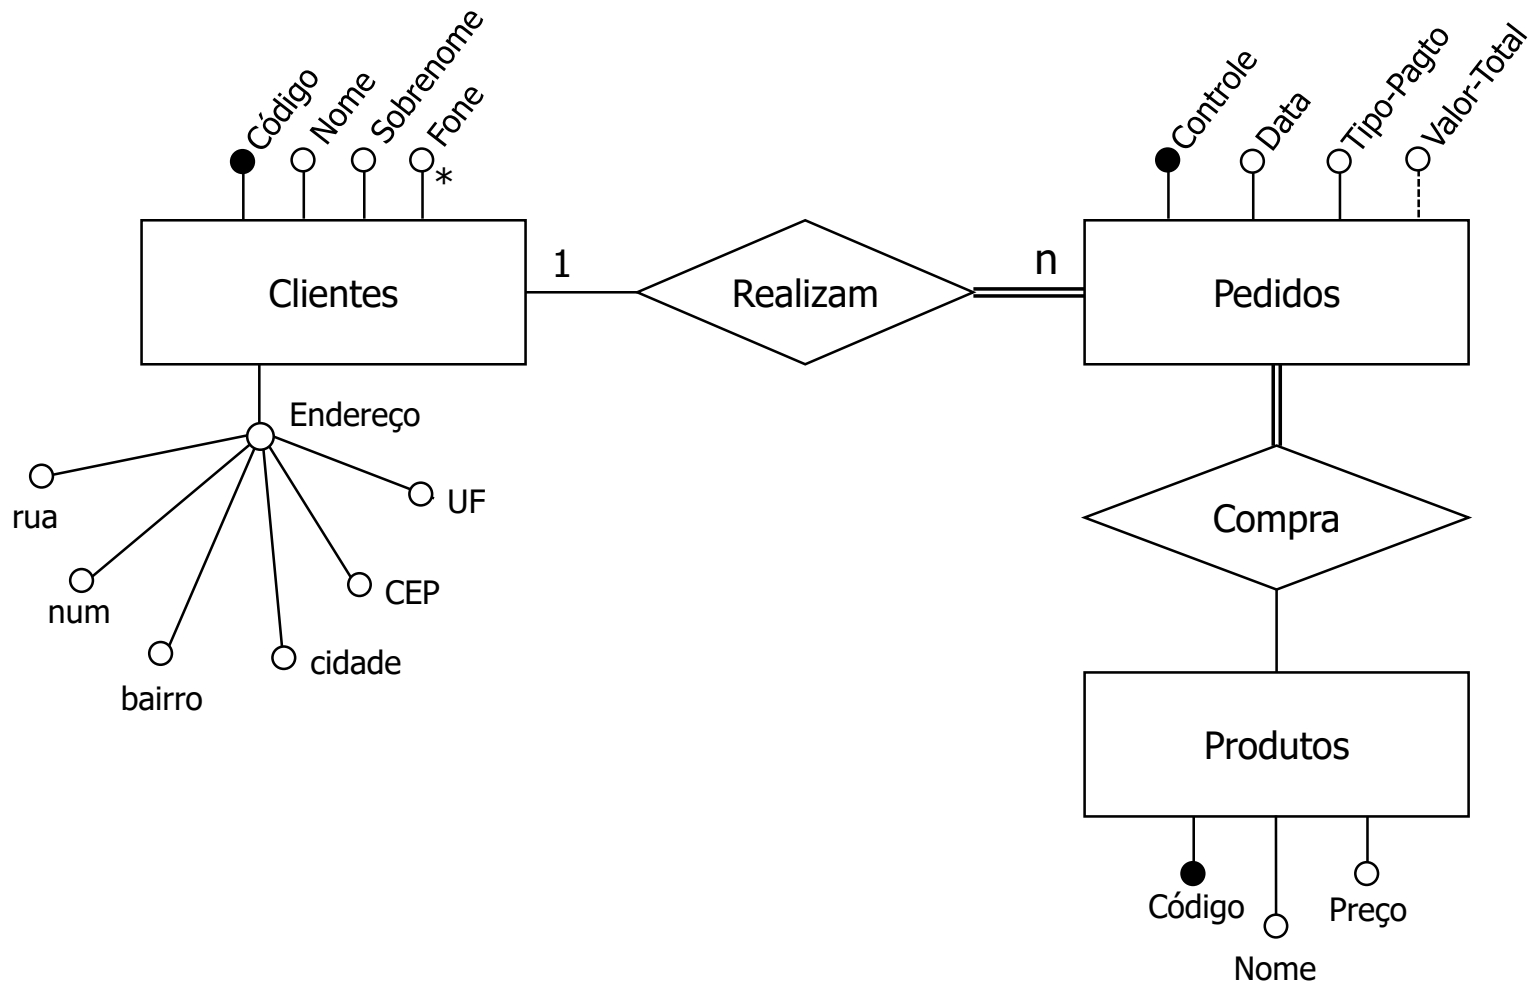 Código
Nome
Sobrenome
Fone
*
Controle
Data
Tipo-Pagto
Valor-Total
Clientes
1
Realizam
n
Pedidos
Endereço
rua
num
bairro
cidade
CEP
UF
Compra
Produtos
Código
Nome
Preço